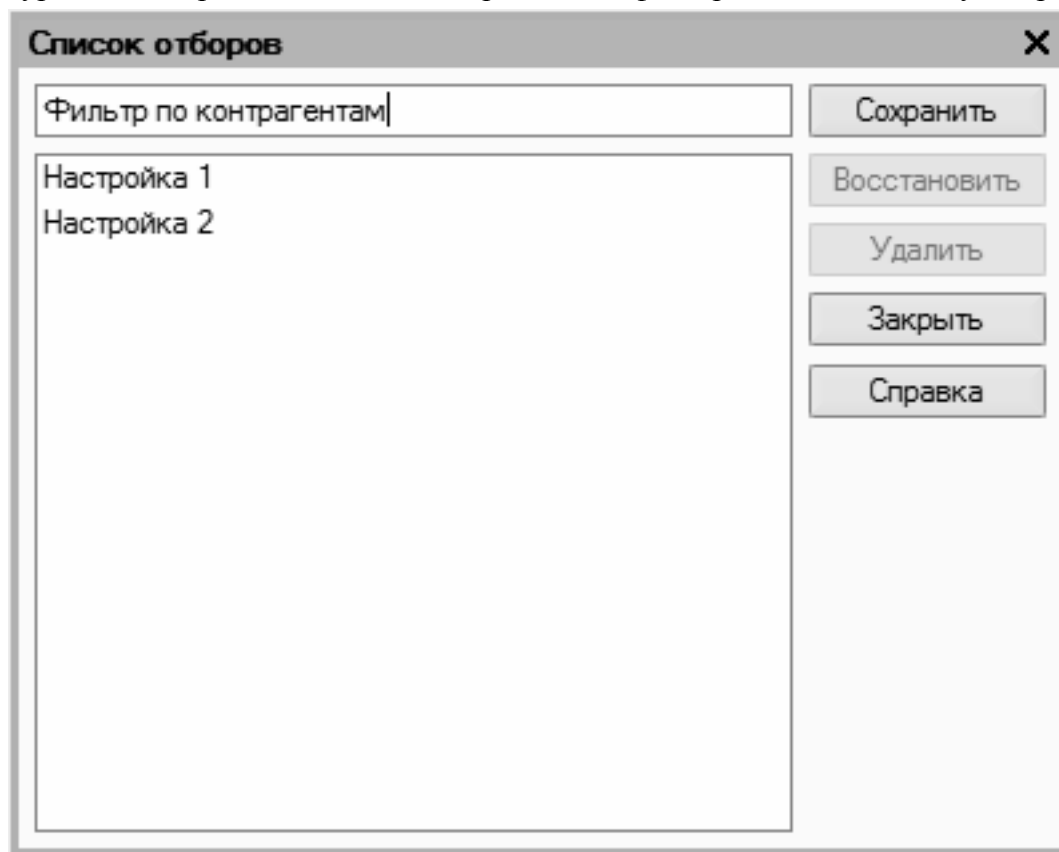 Список отборов
Фильтр по контрагентам
Сохранить
Настройка 1
Настройка 2
Восстановить
Удалить
Закрыть
Справка